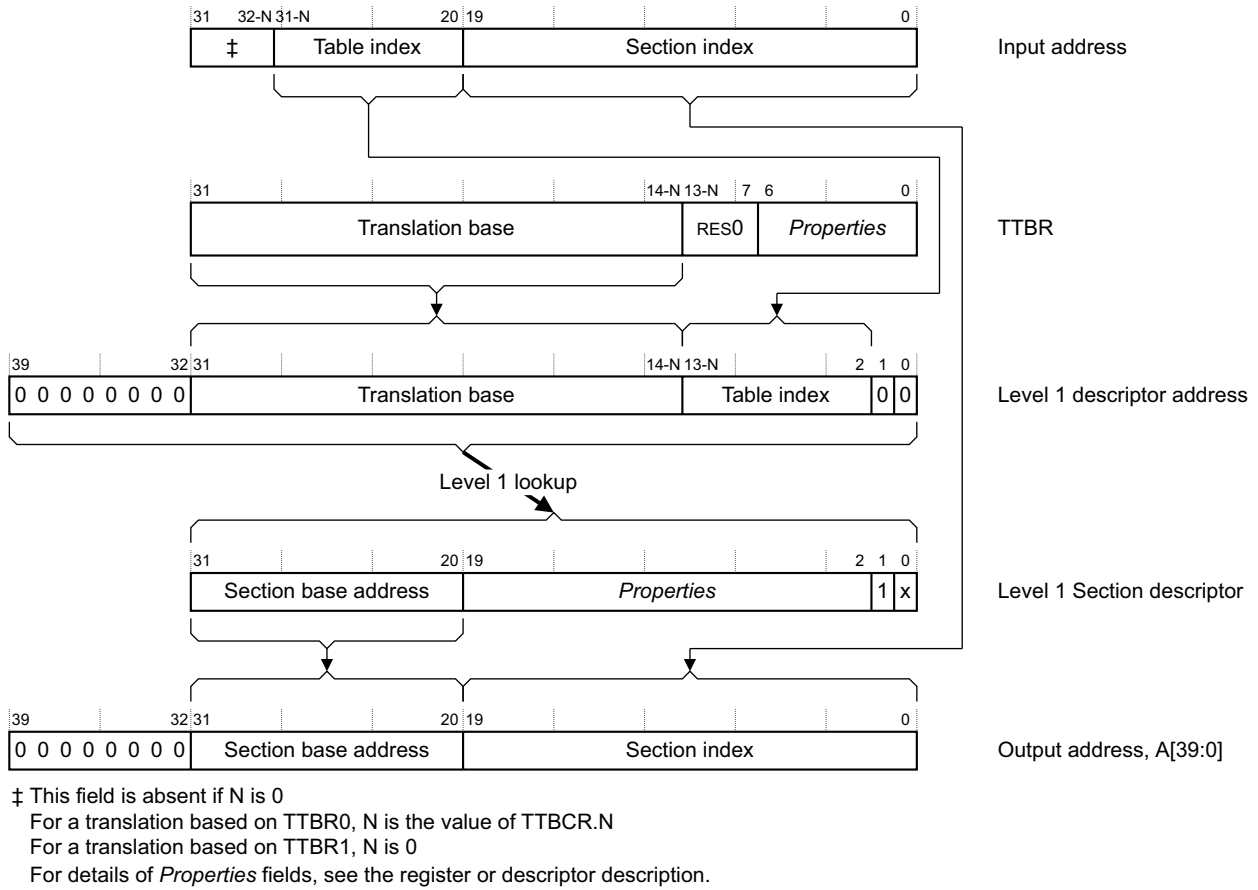 31 32-N 31-N 20 19 0
‡ Table index Section index Input address
31 14-N 13-N 7 6 0
Translation base RES0 Properties TTBR
39 32 31 14-N 13-N 2 1 0
0 0 0 0 0 0 0 0 Translation base Table index 0 0 Level 1 descriptor address
Level 1 lookup
31 20 19 2 1 0
Section base address Properties 1 x Level 1 Section descriptor
39 32 31 20 19 0
0 0 0 0 0 0 0 0 Section base address Section index Output address, A[39:0]
‡ This field is absent if N is 0
For a translation based on TTBR0, N is the value of TTBCR.N
For a translation based on TTBR1, N is 0
For details of Properties fields, see the register or descriptor description.